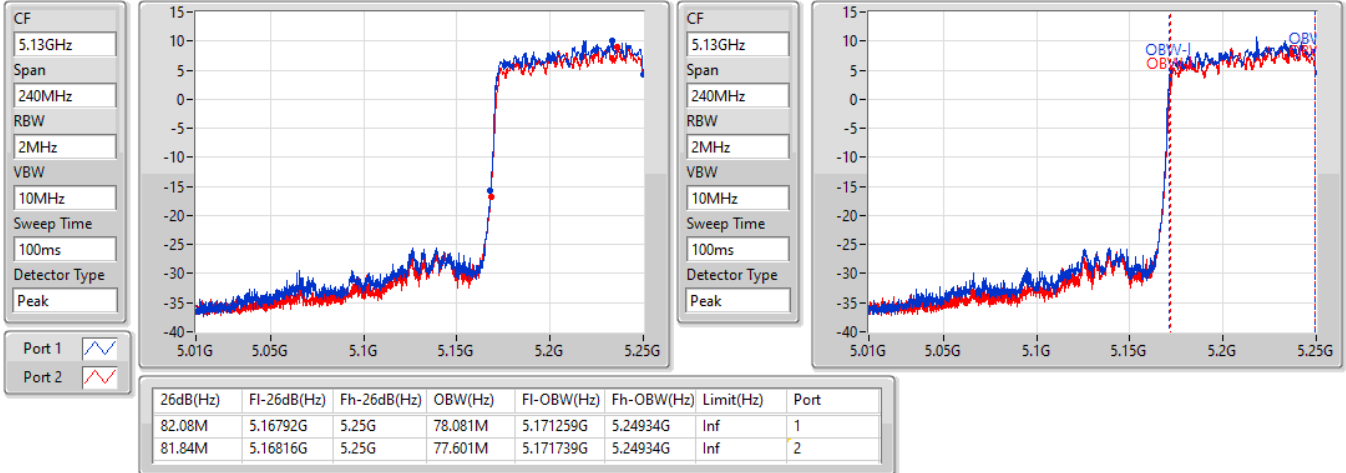 CF
5.13GHz
Span
240MHz
RBW
2MHz
VBW
10MHz
Sweep Time
100ms
Detector Type
Peak
Port 1
Port 2
15
10
5
0
-5
-10
-15
-20
-25
-30
-35
-40
5.01G 5.05G 5.1G 5.15G 5.2G 5.25G
CF
5.13GHz
Span
240MHz
RBW
2MHz
VBW
10MHz
Sweep Time
100ms
Detector Type
Peak
15
10
5
0
-5
-10
-15
-20
-25
-30
-35
-40
5.01G 5.05G 5.1G 5.15G 5.2G 5.25G
26dB(Hz) Fl-26dB(Hz) Fh-26dB(Hz) OBW(Hz) Fl-OBW(Hz) Fh-OBW(Hz) Limit(Hz) Port
82.08M 5.16792G 5.25G 78.081M 5.171259G 5.24934G Inf 1
81.84M 5.16816G 5.25G 77.601M 5.171739G 5.24934G Inf 2